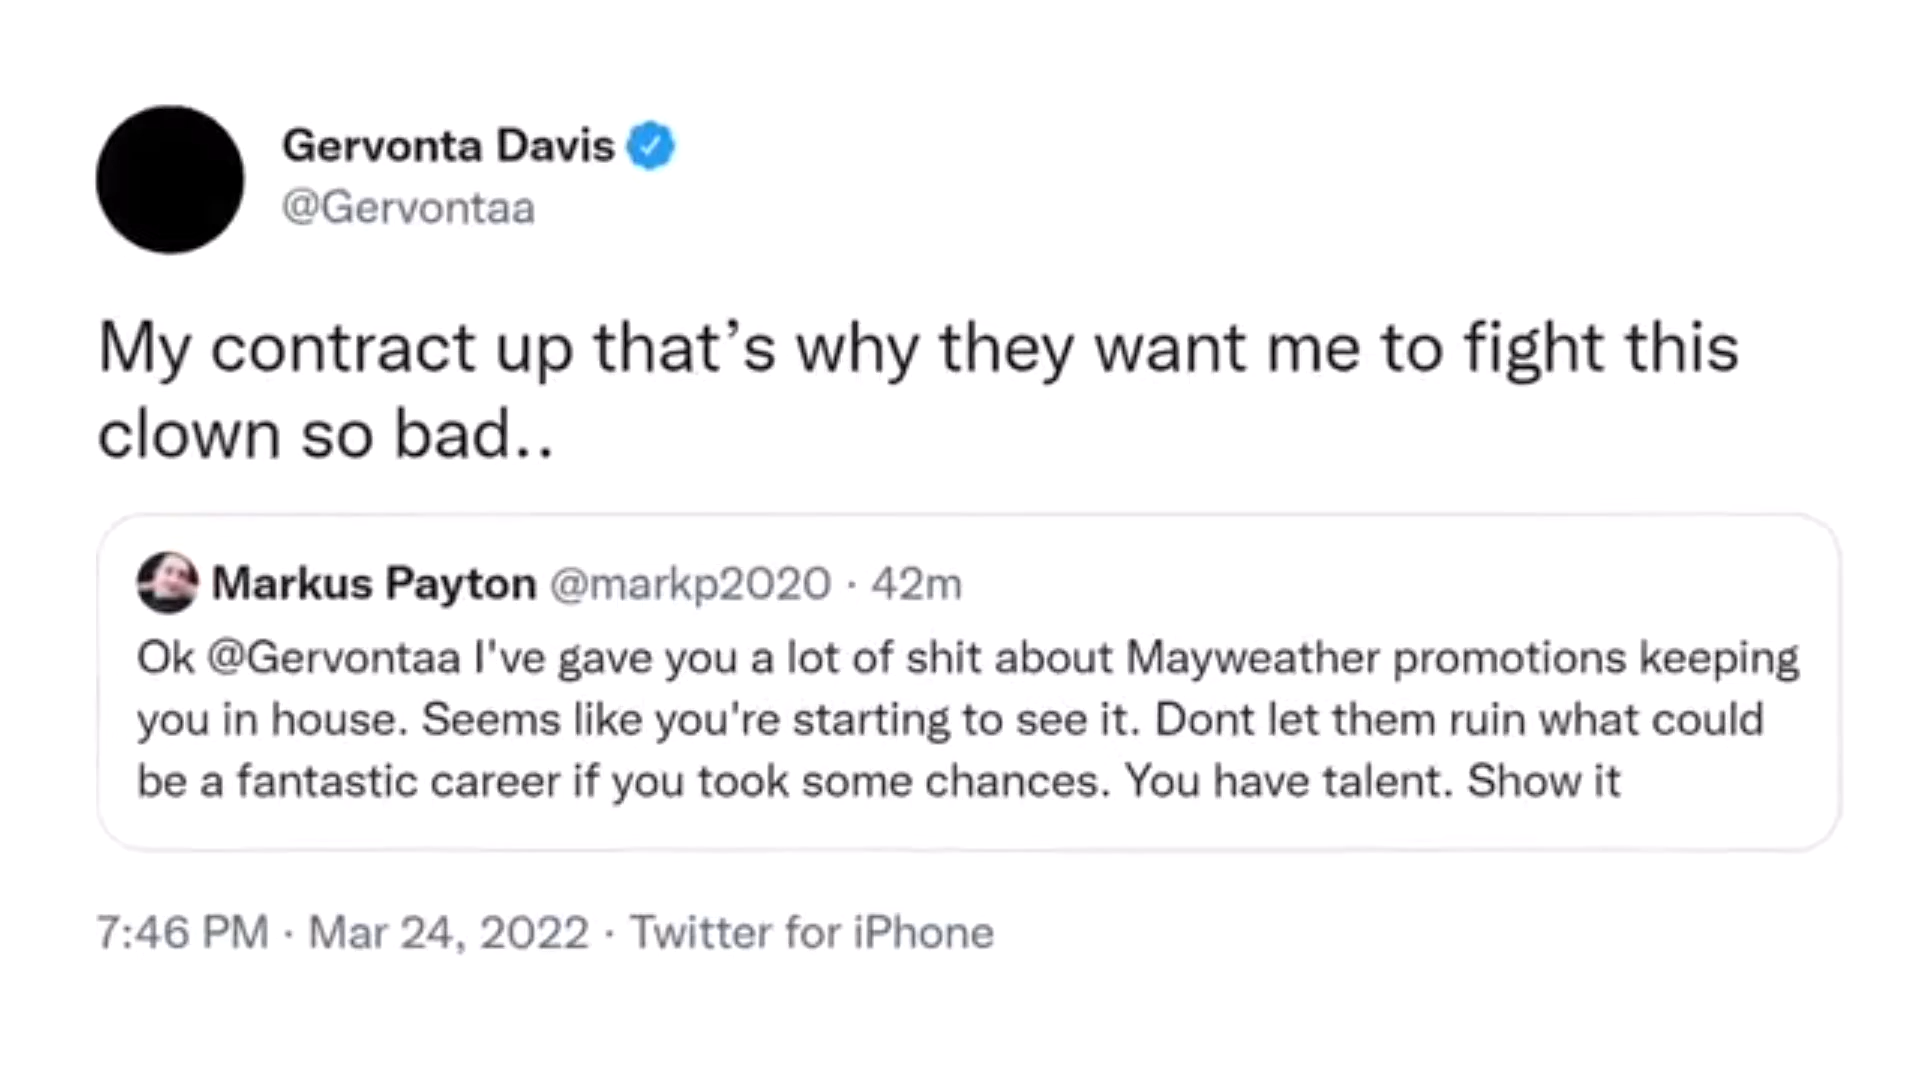 Gervonta Davis
@Gervontaa
My contract up that’s why they want me to fight this
clown so bad..
Markus Payton @markp2020 · 42m
Ok @Gervontaa I've gave you a lot of shit about Mayweather promotions keeping
you in house. Seems like you're starting to see it. Dont let them ruin what could
be a fantastic career if you took some chances. You have talent. Show it
7:46 PM · Mar 24, 2022 · Twitter for iPhone